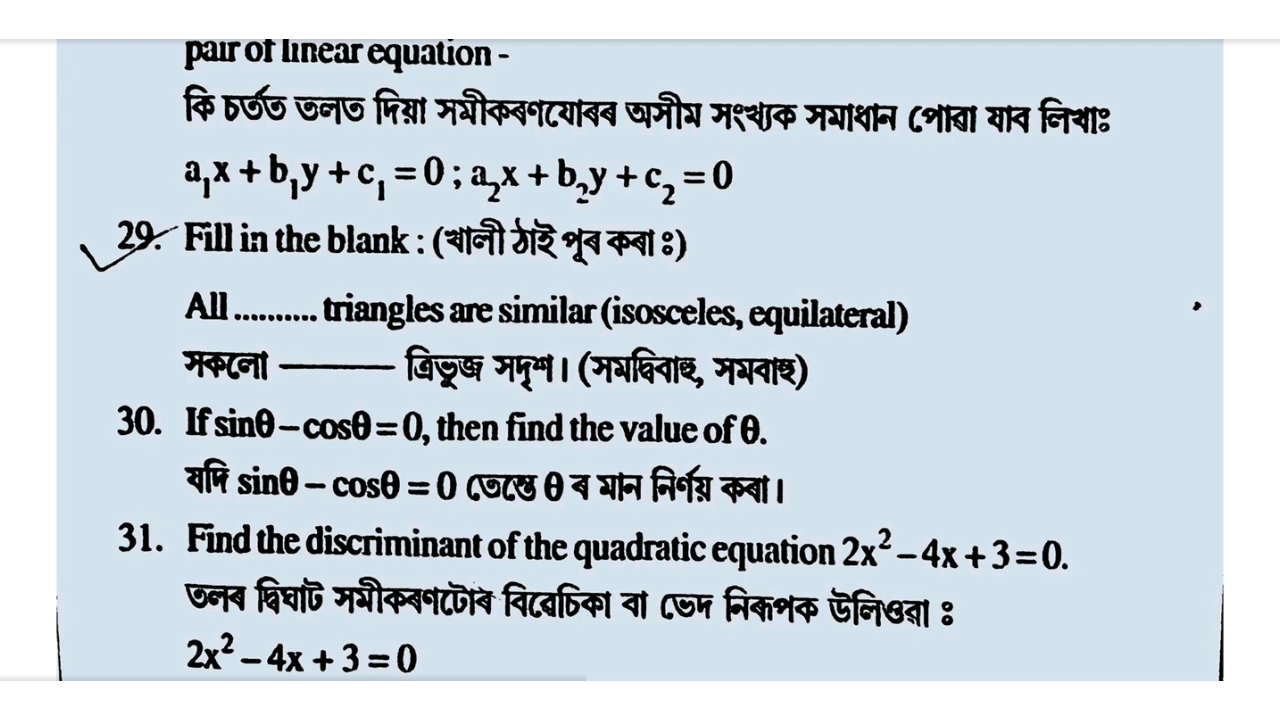 pair of linear equation -
কি চৰ্তত তলত দিয়া সমীকৰণযোৰৰ অসীম সংখ্যক সমাধান পোৱা যাব লিখাঃ
a₁x + b₁y + c₁ = 0 ; a₂x + b₂y + c₂ = 0
29. Fill in the blank : (খালী ঠাই পূৰ কৰা ঃ)
All .......... triangles are similar (isosceles, equilateral)
সকলো ——— ত্ৰিভুজ সদৃশ। (সমদ্বিবাহু, সমবাহু)
30. If sinθ – cosθ = 0, then find the value of θ.
যদি sinθ – cosθ = 0 তেন্তে θ ৰ মান নিৰ্ণয় কৰা।
31. Find the discriminant of the quadratic equation 2x² – 4x + 3 = 0.
তলৰ দ্বিঘাট সমীকৰণটোৰ বিৱেচিকা বা ভেদ নিৰূপক উলিওৱা ঃ
2x² – 4x + 3 = 0